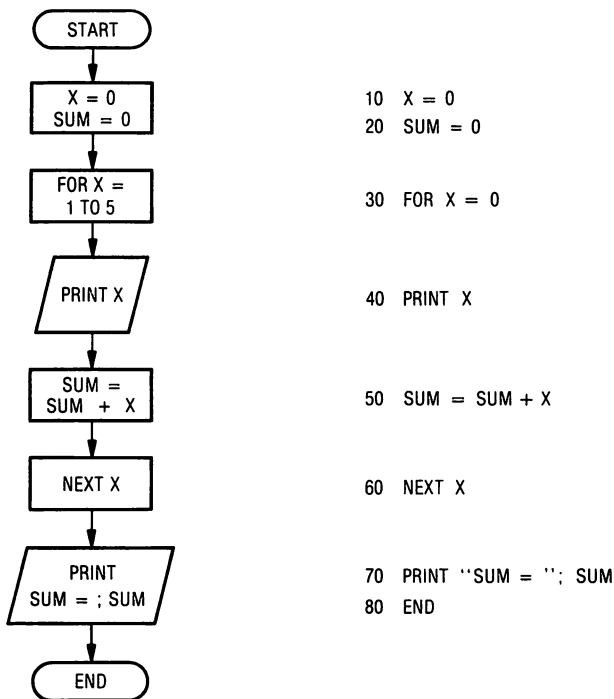 START
X = 0
SUM = 0
FOR X =
1 TO 5
PRINT X
SUM =
SUM + X
NEXT X
PRINT
SUM = ; SUM
END
10 X = 0
20 SUM = 0
30 FOR X = 0
40 PRINT X
50 SUM = SUM + X
60 NEXT X
70 PRINT ‘‘SUM = ’’; SUM
80 END